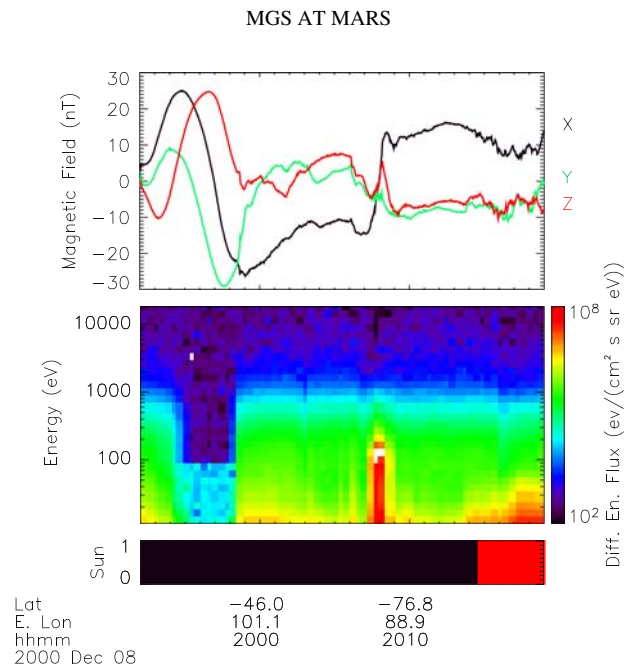 MGS AT MARS
30
20
10
0
−10
−20
−30
Magnetic Field (nT)
X
Y
Z
10000
1000
100
Energy (eV)
10⁸
10²
Diff. En. Flux (ev/(cm² s sr eV))
1
0
Sun
Lat −46.0 −76.8
E. Lon 101.1 88.9
hhmm 2000 2010
2000 Dec 08